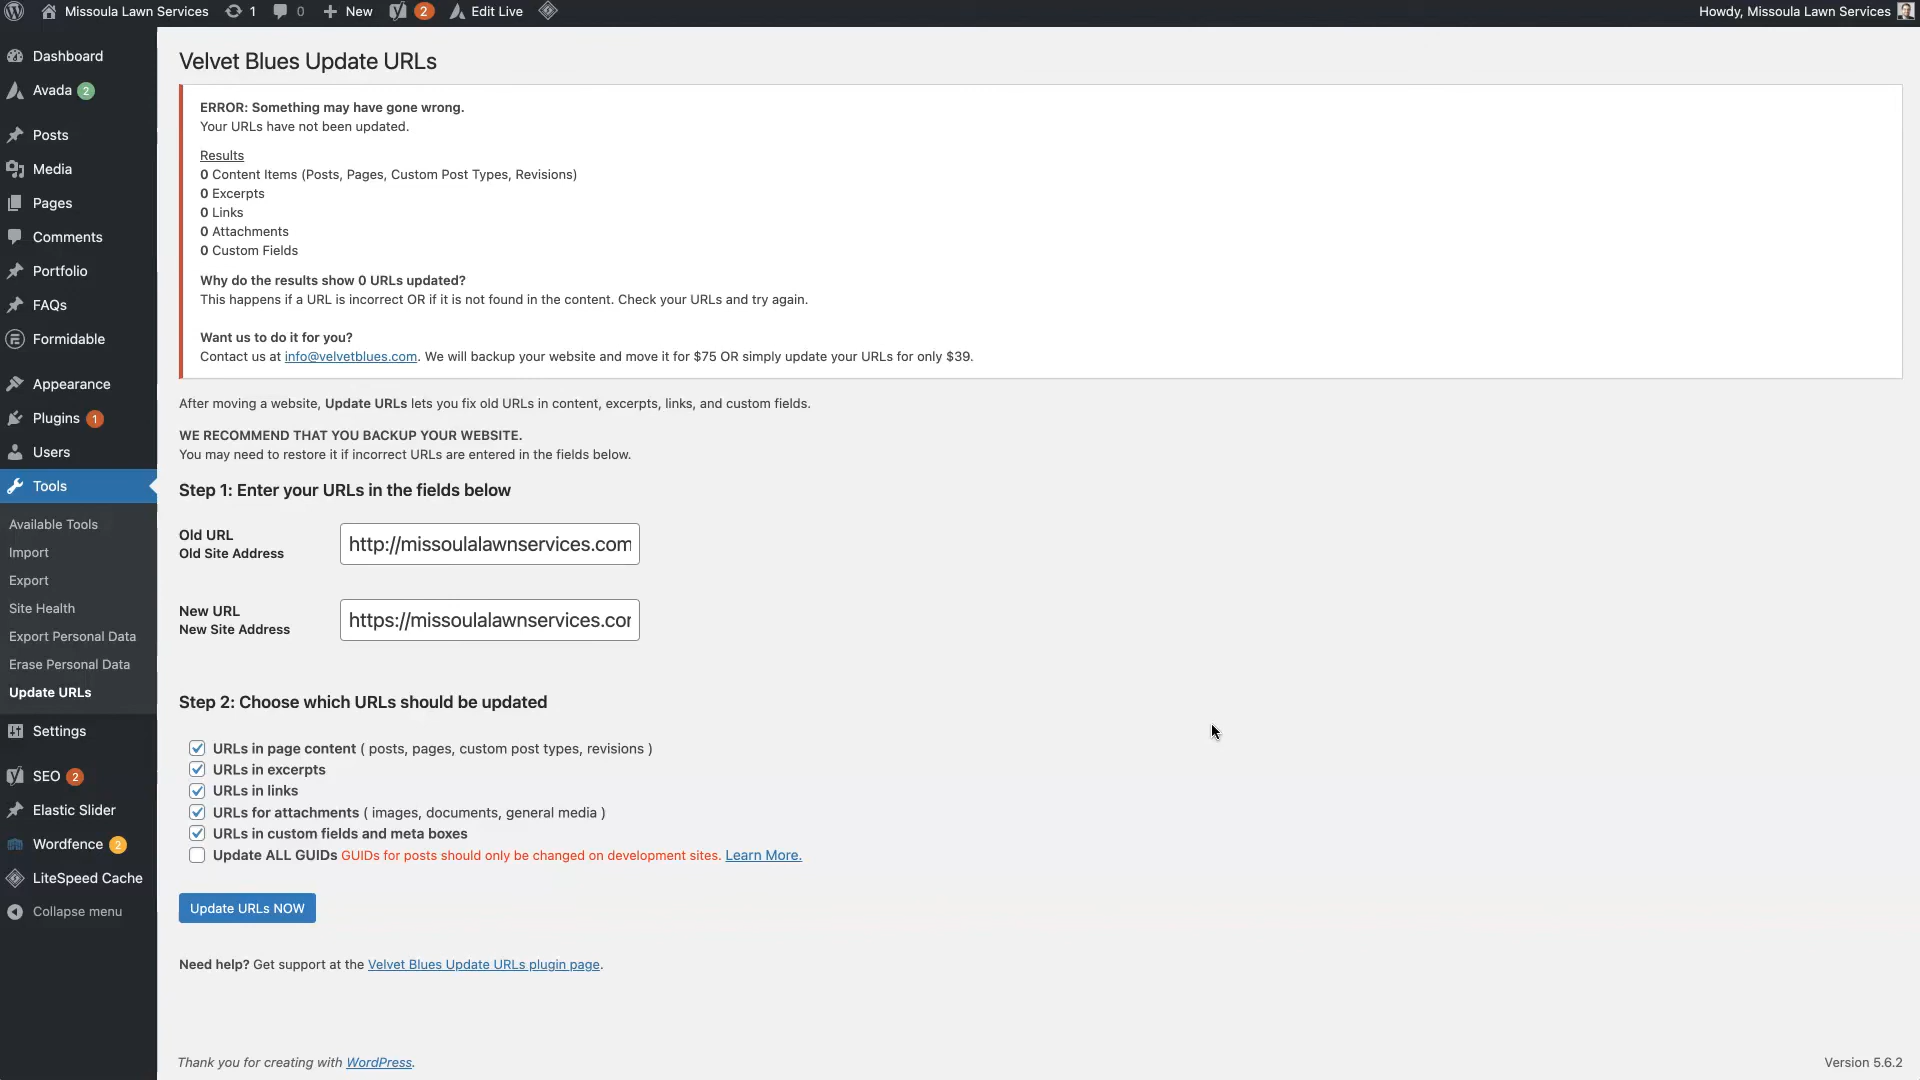 Missoula Lawn Services 1 0 New 2 Edit Live Howdy, Missoula Lawn Services
Dashboard
Avada 2
Posts
Media
Pages
Comments
Portfolio
FAQs
Formidable
Appearance
Plugins 1
Users
Tools
Available Tools
Import
Export
Site Health
Export Personal Data
Erase Personal Data
Update URLs
Settings
SEO 2
Elastic Slider
Wordfence 2
LiteSpeed Cache
Collapse menu
Velvet Blues Update URLs
ERROR: Something may have gone wrong.
Your URLs have not been updated.
Results
0 Content Items (Posts, Pages, Custom Post Types, Revisions)
0 Excerpts
0 Links
0 Attachments
0 Custom Fields
Why do the results show 0 URLs updated?
This happens if a URL is incorrect OR if it is not found in the content. Check your URLs and try again.
Want us to do it for you?
Contact us at info@velvetblues.com. We will backup your website and move it for $75 OR simply update your URLs for only $39.
After moving a website, Update URLs lets you fix old URLs in content, excerpts, links, and custom fields.
WE RECOMMEND THAT YOU BACKUP YOUR WEBSITE.
You may need to restore it if incorrect URLs are entered in the fields below.
Step 1: Enter your URLs in the fields below
Old URL
Old Site Address
http://missoulalawnservices.com
New URL
New Site Address
https://missoulalawnservices.cor
Step 2: Choose which URLs should be updated
URLs in page content ( posts, pages, custom post types, revisions )
URLs in excerpts
URLs in links
URLs for attachments ( images, documents, general media )
URLs in custom fields and meta boxes
Update ALL GUIDs GUIDs for posts should only be changed on development sites. Learn More.
Update URLs NOW
Need help? Get support at the Velvet Blues Update URLs plugin page.
Thank you for creating with WordPress.
Version 5.6.2